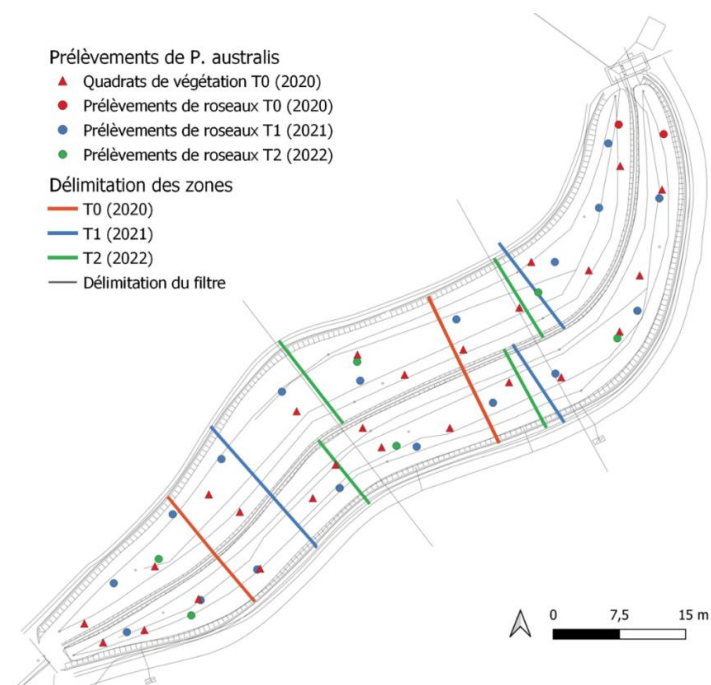 Prélèvements de P. australis
Quadrats de végétation T0 (2020)
Prélèvements de roseaux T0 (2020)
Prélèvements de roseaux T1 (2021)
Prélèvements de roseaux T2 (2022)
Délimitation des zones
T0 (2020)
T1 (2021)
T2 (2022)
Délimitation du filtre
0 7,5 15 m